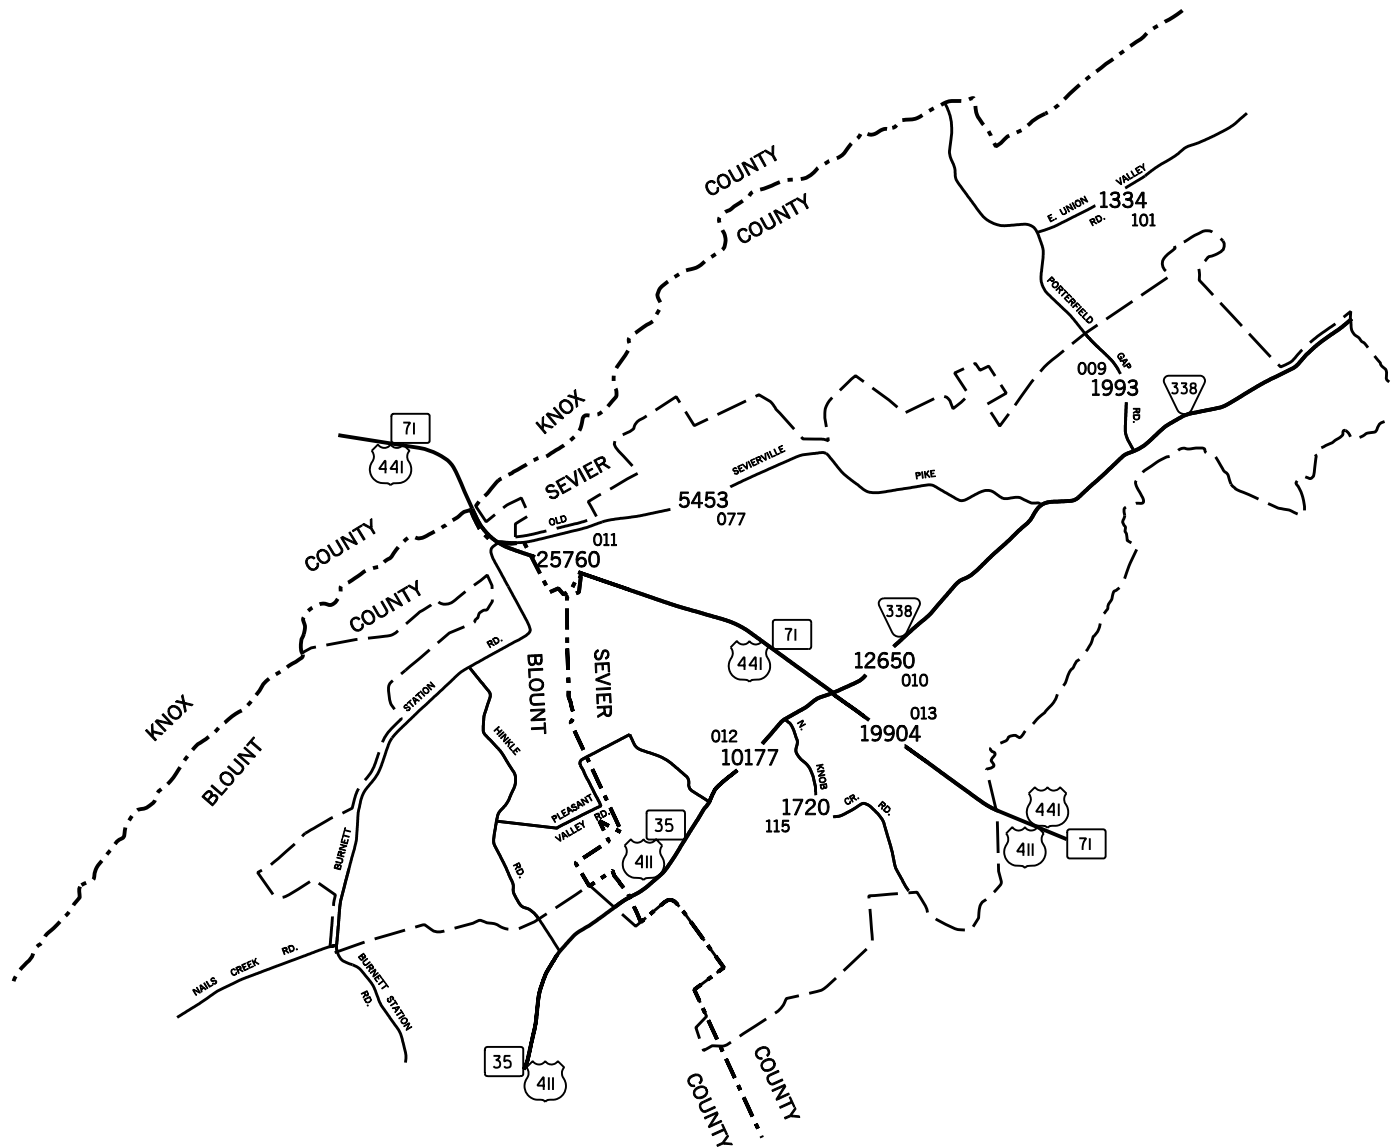 COUNTY
COUNTY
VALLEY
E. UNION
1334
RD.
101
PORTERFIELD
GAP
009
1993
338
RD.
KNOX
71
441
SEVIER
SEVIERVILLE
PIKE
5453
077
OLD
011
25760
COUNTY
COUNTY
338
71
441
12650
010
RD.
BLOUNT
SEVIER
STATION
KNOX
BLOUNT
013
19904
012
10177
N.
KNOB
HINKLE
PLEASANT
VALLEY RD.
1720
CR. RD.
115
35
411
441
411
71
BURNETT
RD.
NAILS CREEK RD.
BURNETT STATION
RD.
35
411
COUNTY
COUNTY